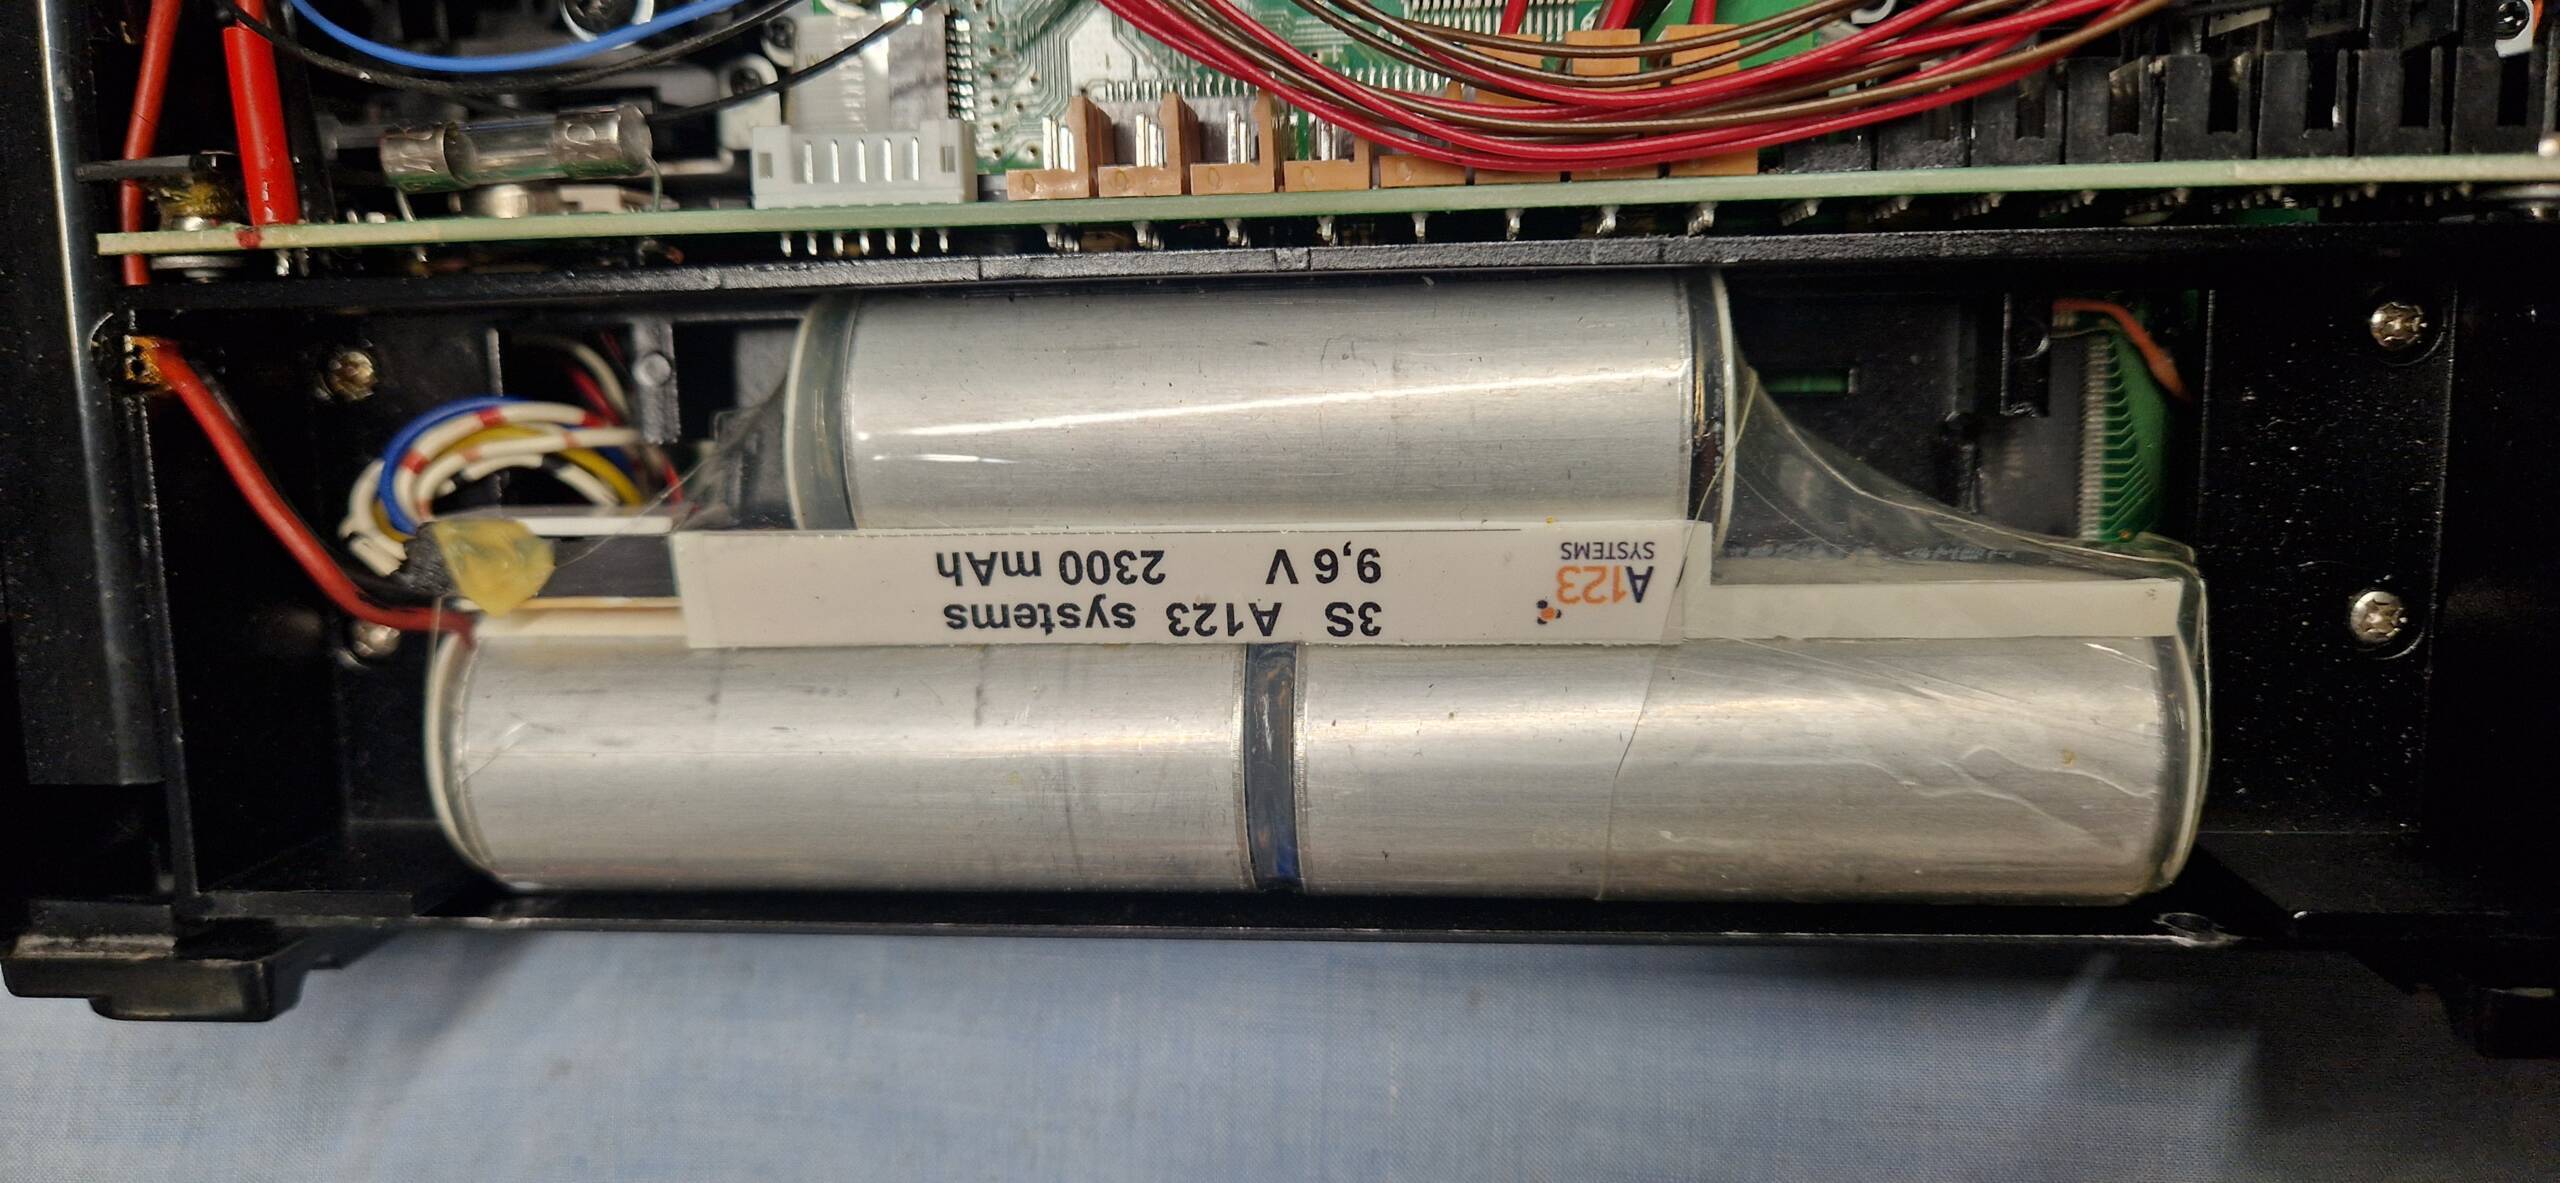 A123
SYSTEMS
3S A123 systems
9,6 V 2300 mAh